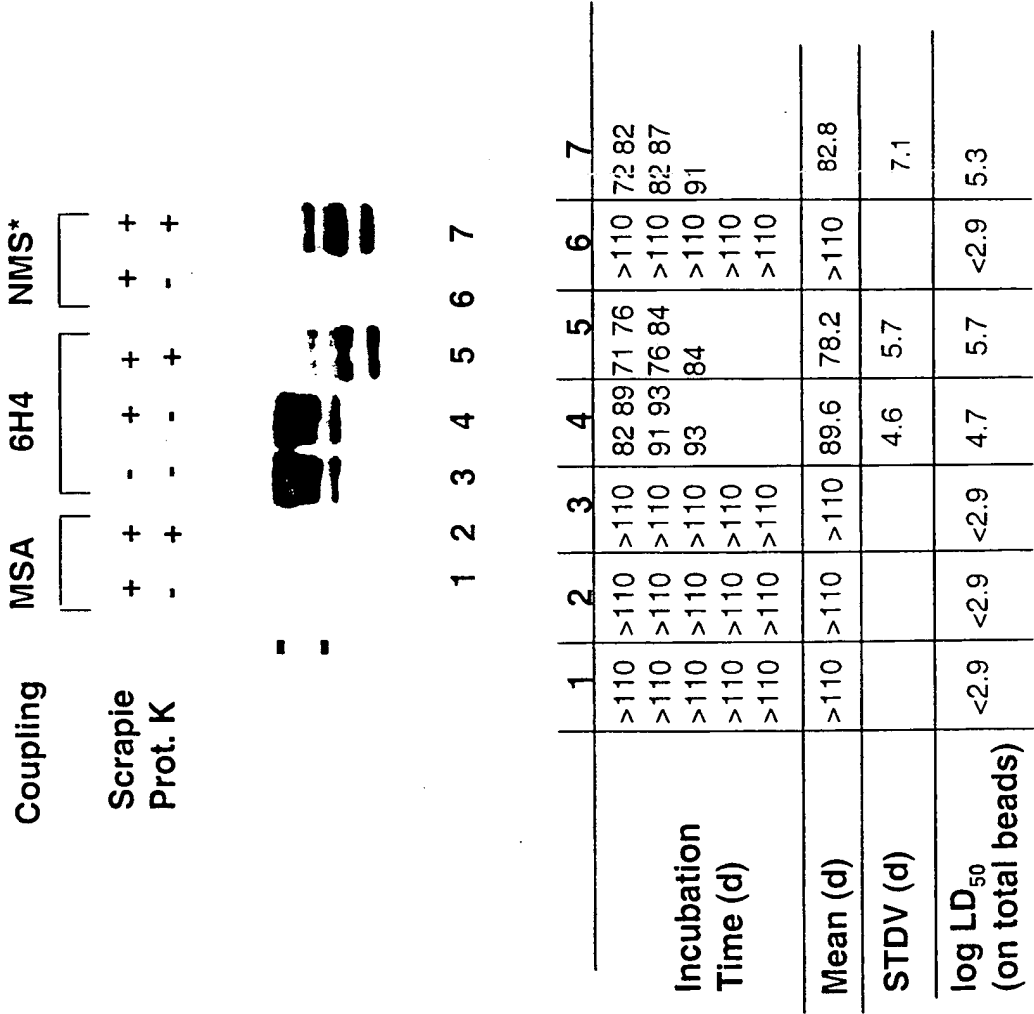 Coupling MSA 6H4 NMS*
Scrapie + + - + + + +
Prot. K - + - - + - +
1 2 3 4 5 6 7
1 2 3 4 5 6 7
Incubation
Time (d)
>110 >110 >110 82 89 71 76 >110 72 82
>110 >110 >110 91 93 76 84 >110 82 87
>110 >110 >110 93 84 >110 91
>110 >110 >110 >110
>110 >110 >110 >110
Mean (d) >110 >110 >110 89.6 78.2 >110 82.8
STDV (d) 4.6 5.7 7.1
log LD₅₀ <2.9 <2.9 <2.9 4.7 5.7 <2.9 5.3
(on total beads)